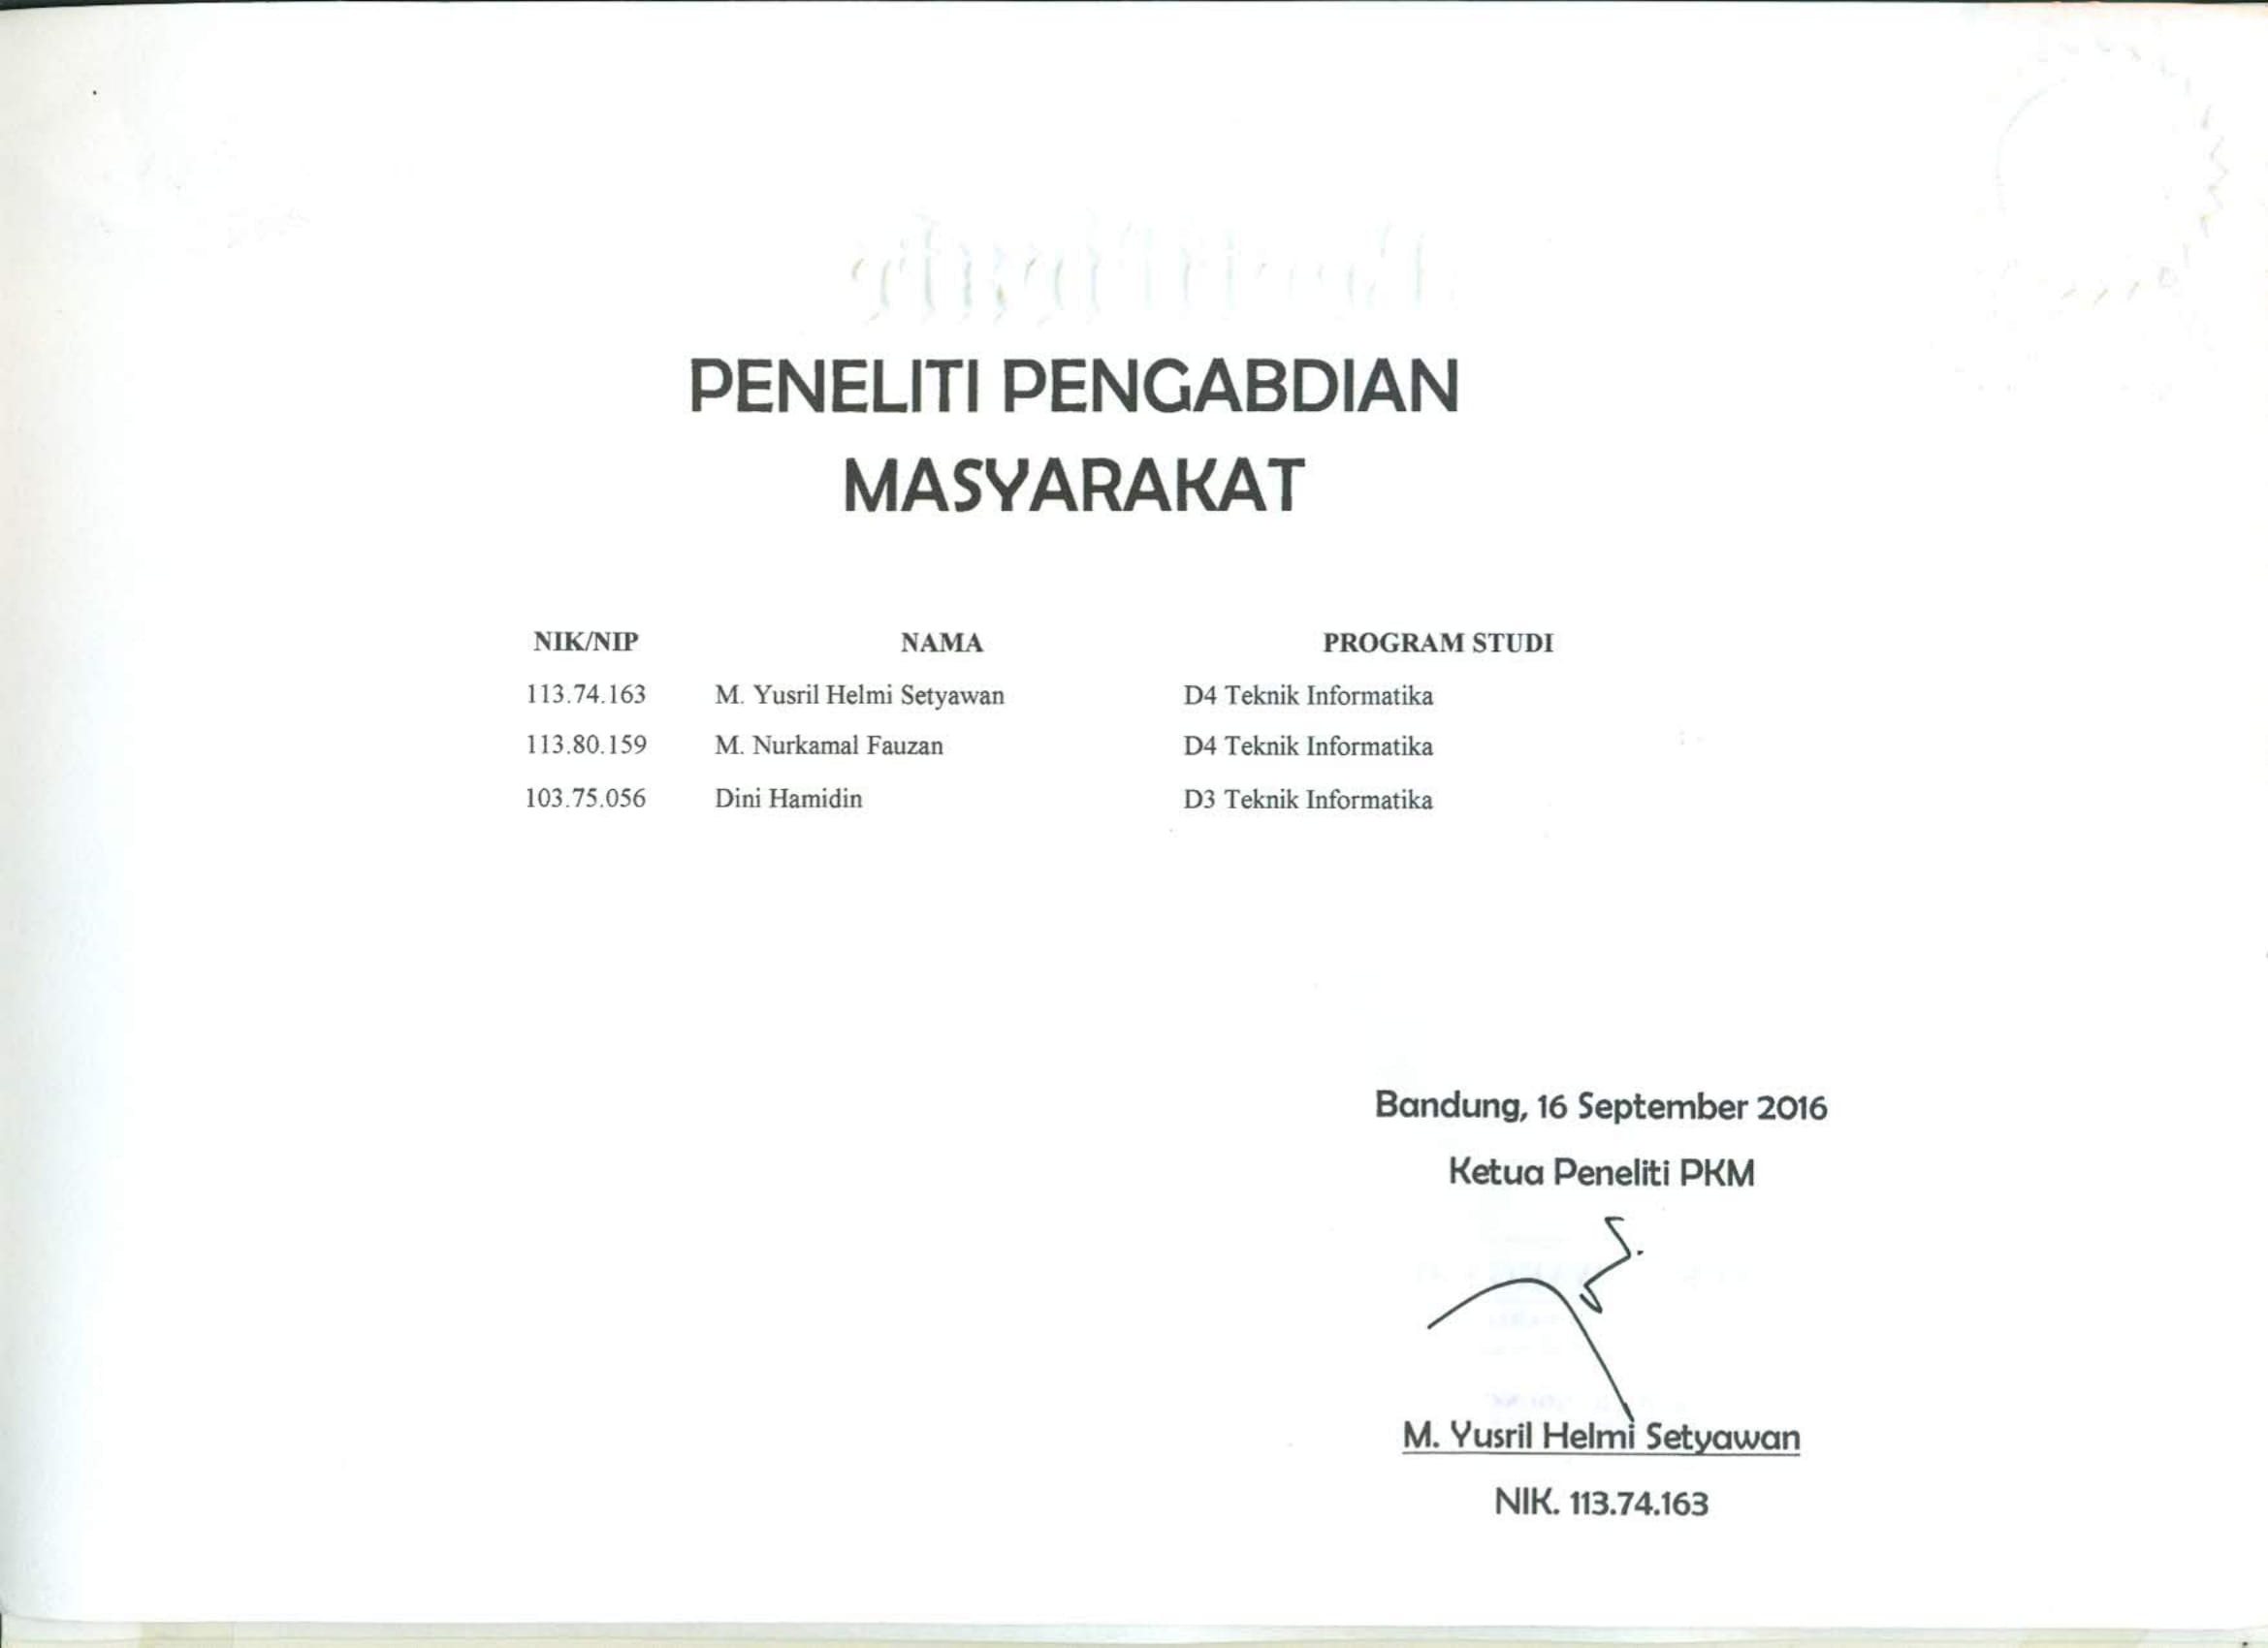 PENELITI PENGABDIAN
MASYARAKAT
NIK/NIP NAMA PROGRAM STUDI
113.74.163 M. Yusril Helmi Setyawan D4 Teknik Informatika
113.80.159 M. Nurkamal Fauzan D4 Teknik Informatika
103.75.056 Dini Hamidin D3 Teknik Informatika
Bandung, 16 September 2016
Ketua Peneliti PKM
M. Yusril Helmi Setyawan
NIK. 113.74.163